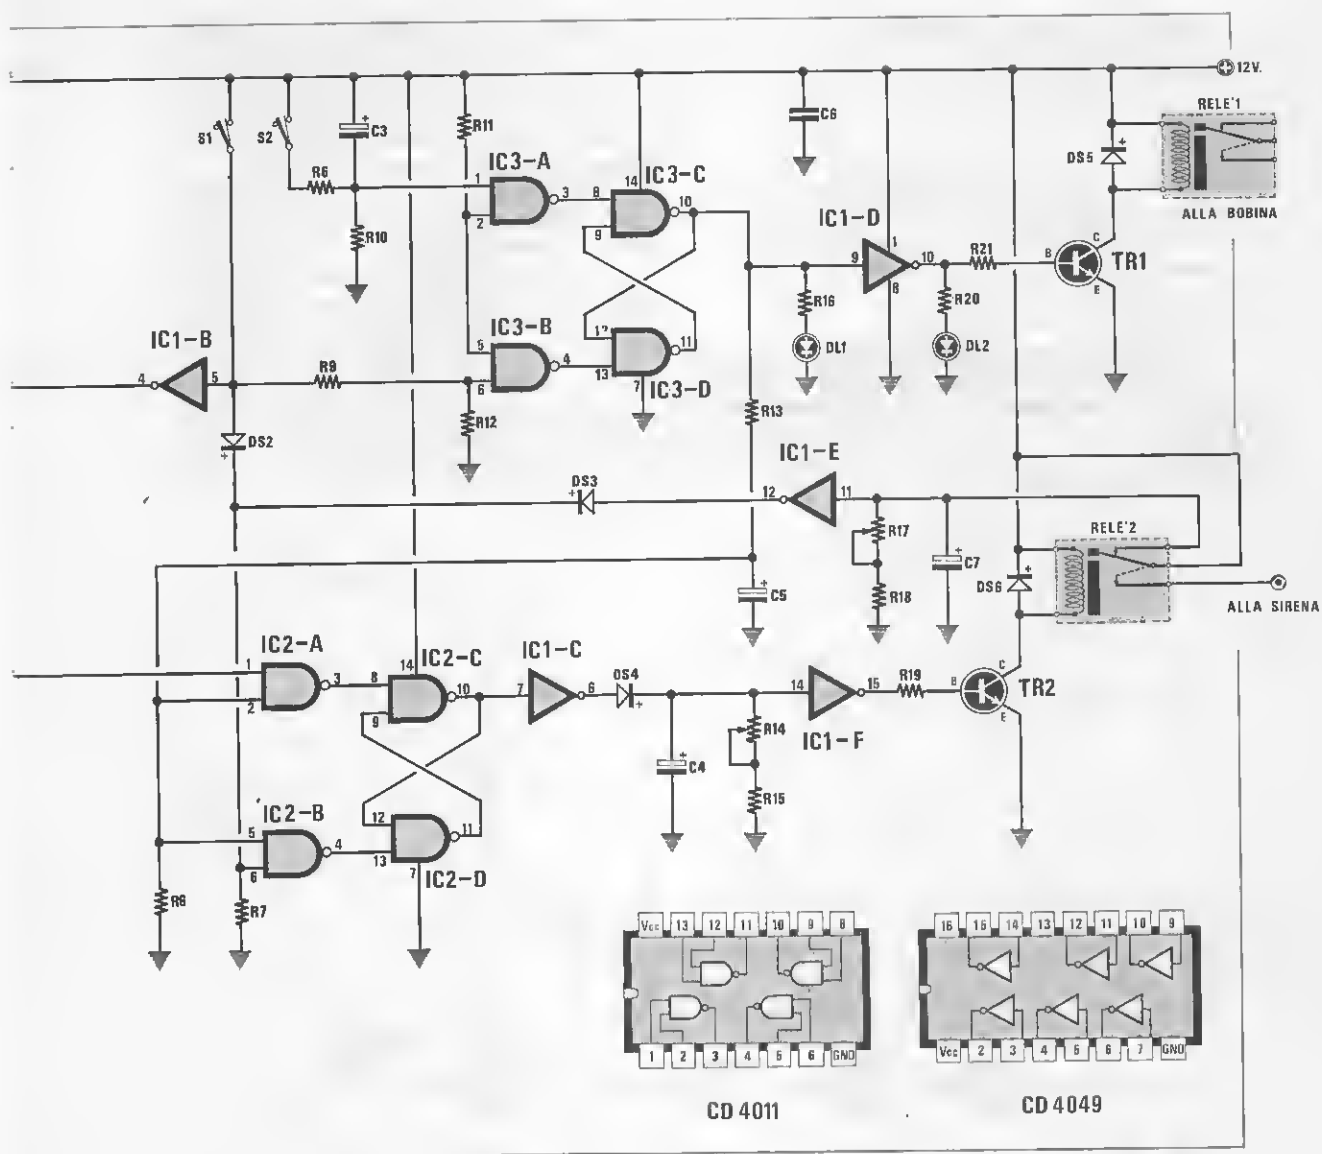 12V.
RELE'1
S1
S2
C3
R11
C6
R6
IC3-A
IC3-C
DS5
1
2
3
8
14
10
9
R10
IC1-D
ALLA BOBINA
9
1
10
8
R21
B
C
E
TR1
R16
R20
IC3-B
DL1
DL2
IC1-B
4
5
R9
5
6
4
12
13
11
7
IC3-D
R12
R13
DS2
IC1-E
DS3
12
11
R17
RELE'2
C7
R18
DS6
C5
ALLA SIRENA
IC2-A
IC2-C
IC1-C
1
2
3
8
14
10
9
7
6
DS4
14
15
R19
B
C
E
TR2
IC1-F
R14
C4
R15
IC2-B
5
6
4
12
13
11
7
IC2-D
R8
R7
Vcc 13 12 11 10 9 8
1 2 3 4 5 6 GND
CD 4011
16 15 14 13 12 11 10 9
Vcc 2 3 4 5 6 7 GND
CD 4049